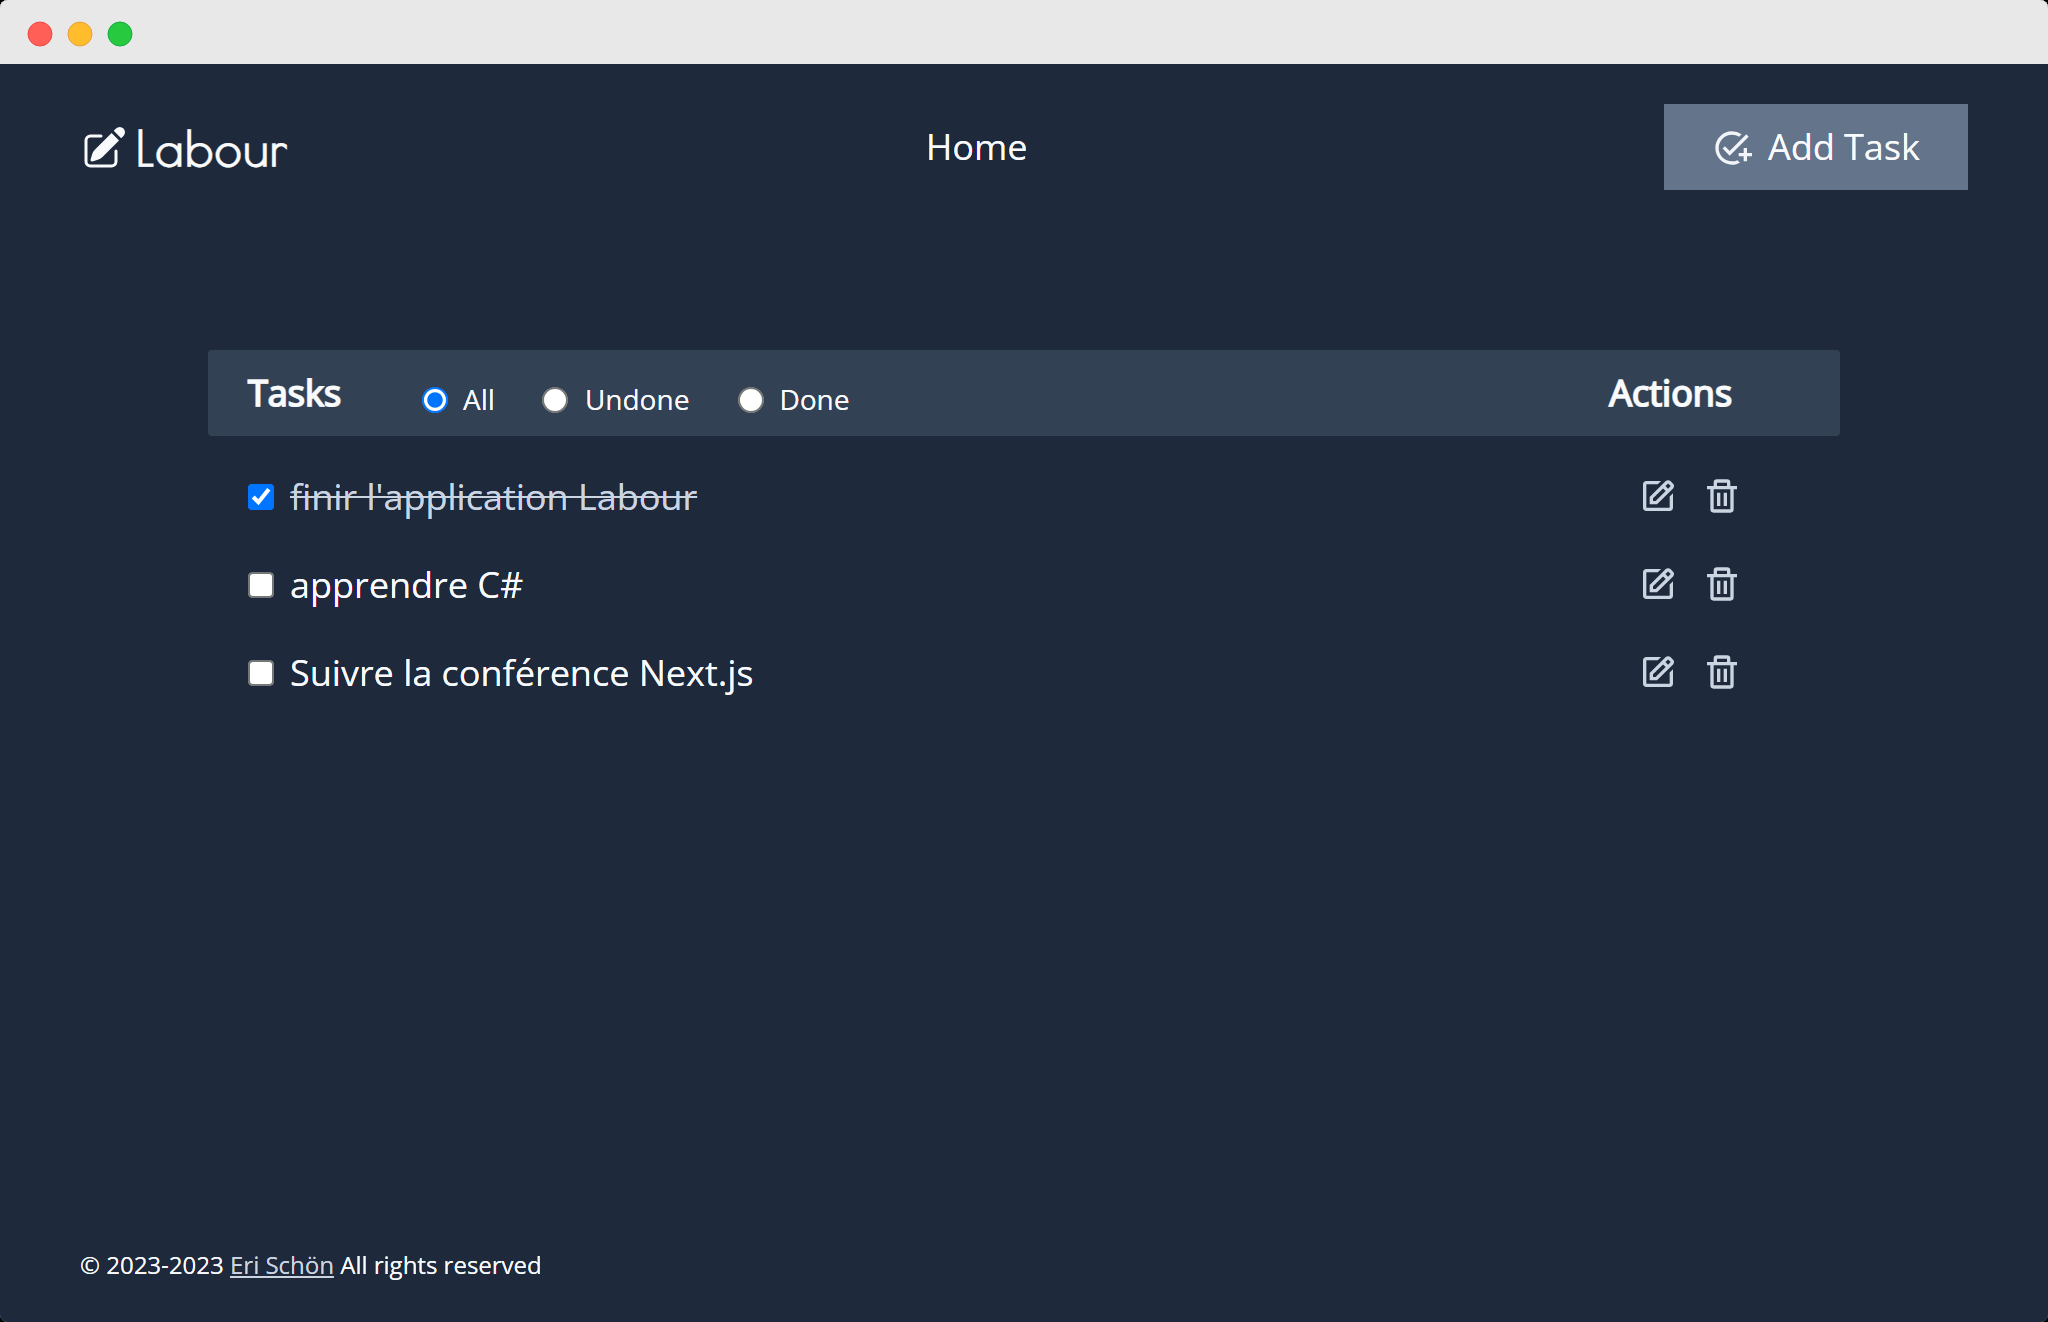 Labour
Home
Add Task
Tasks All Undone Done Actions
finir l'application Labour
apprendre C#
Suivre la conférence Next.js
© 2023-2023 Eri Schön All rights reserved